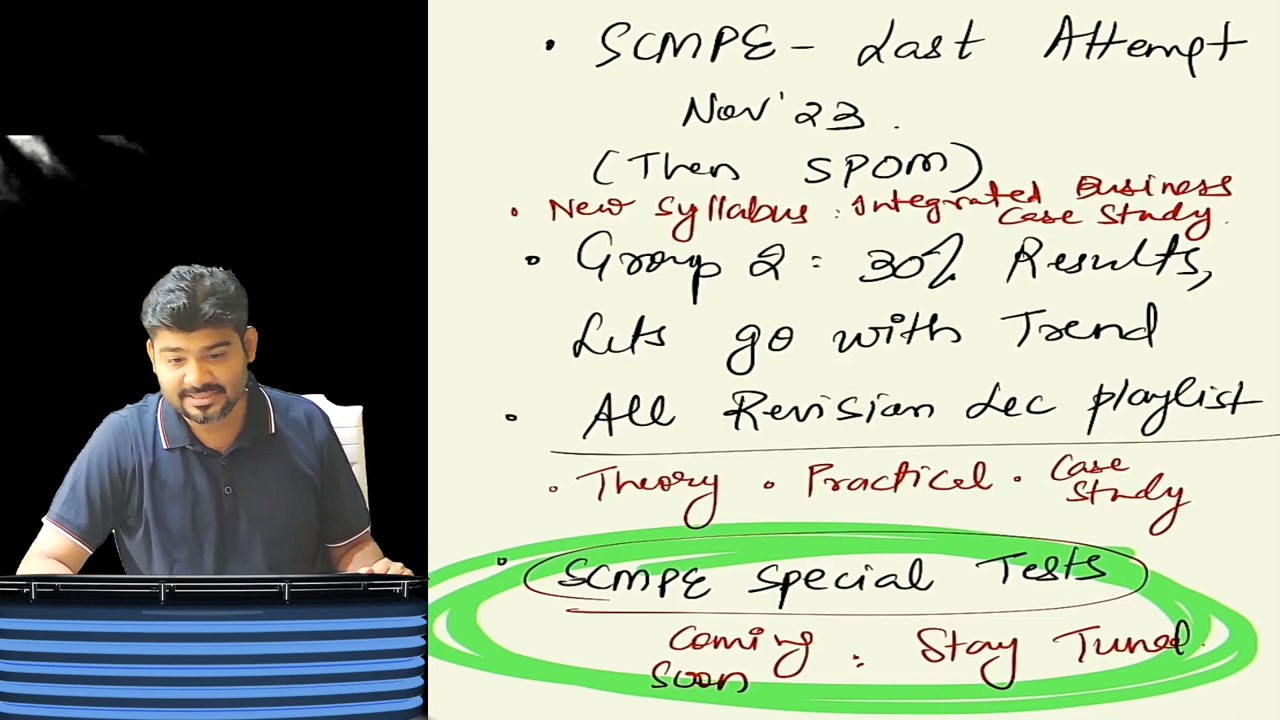 • SCMPE - Last Attempt
Nov'23.
(Then SPOM)
• New Syllabus : Integrated Business
Case Study.
• Group 2 : 30% Results,
Lets go with Trend
• All Revision Lec playlist
• Theory • Practical • Case
Study
• SCMPE Special Tests
Coming : Stay Tuned.
Soon